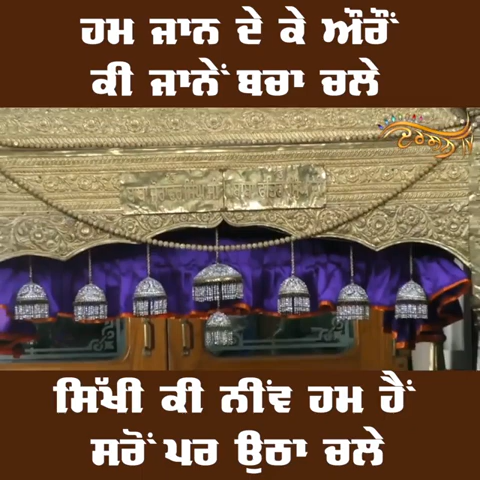 ਹਮ ਜਾਨ ਦੇ ਕੇ ਔਰੌਂ
ਕੀ ਜਾਨੇਂ ਬਚਾ ਚਲੇ
ਸਿੱਖੀ ਕੀ ਨੀਂਵ ਹਮ ਹੈਂ
ਸਰੋਂ ਪਰ ਉਠਾ ਚਲੇ